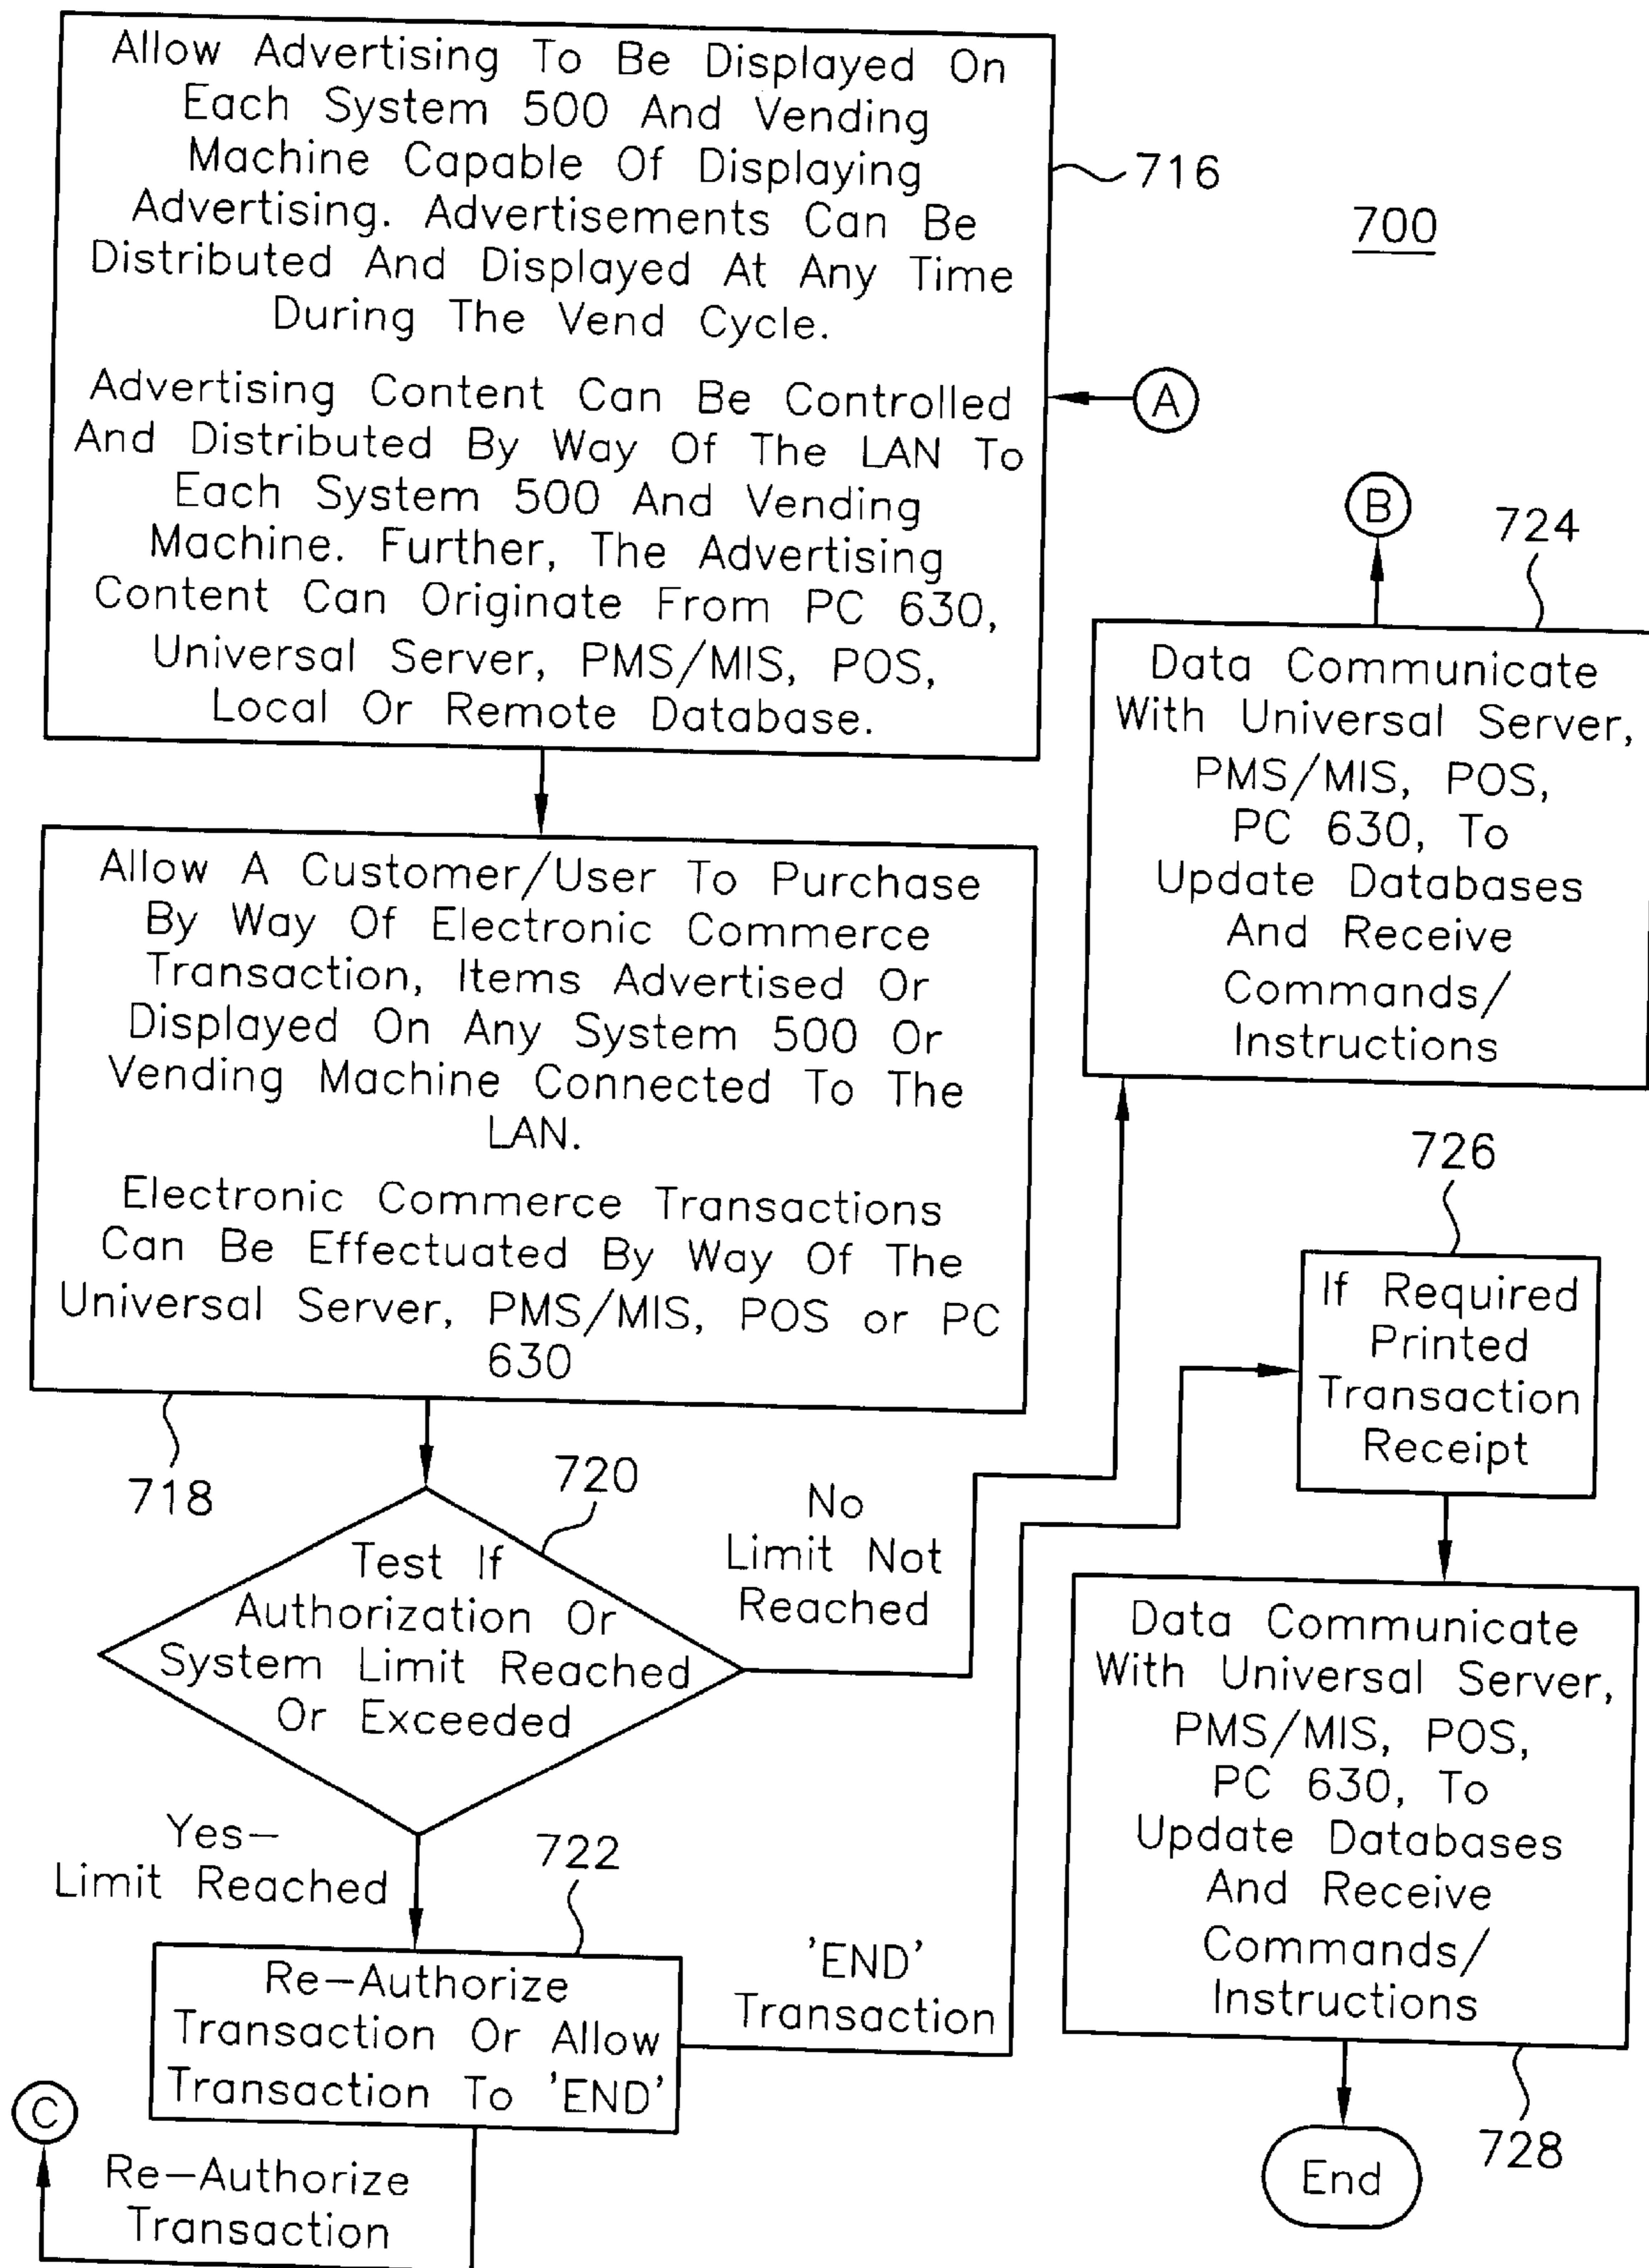 Allow Advertising To Be Displayed On
Each System 500 And Vending
Machine Capable Of Displaying
Advertising. Advertisements Can Be
Distributed And Displayed At Any Time
During The Vend Cycle.
Advertising Content Can Be Controlled
And Distributed By Way Of The LAN To
Each System 500 And Vending
Machine. Further, The Advertising
Content Can Originate From PC 630,
Universal Server, PMS/MIS, POS,
Local Or Remote Database.
716
700
A
Allow A Customer/User To Purchase
By Way Of Electronic Commerce
Transaction, Items Advertised Or
Displayed On Any System 500 Or
Vending Machine Connected To The
LAN.
Electronic Commerce Transactions
Can Be Effectuated By Way Of The
Universal Server, PMS/MIS, POS or PC
630
718
720
Test If
Authorization Or
System Limit Reached
Or Exceeded
No
Limit Not
Reached
Yes–
Limit Reached
722
Re–Authorize
Transaction Or Allow
Transaction To 'END'
'END'
Transaction
C
Re–Authorize
Transaction
B
724
Data Communicate
With Universal Server,
PMS/MIS, POS,
PC 630, To
Update Databases
And Receive
Commands/
Instructions
726
If Required
Printed
Transaction
Receipt
Data Communicate
With Universal Server,
PMS/MIS, POS,
PC 630, To
Update Databases
And Receive
Commands/
Instructions
728
End